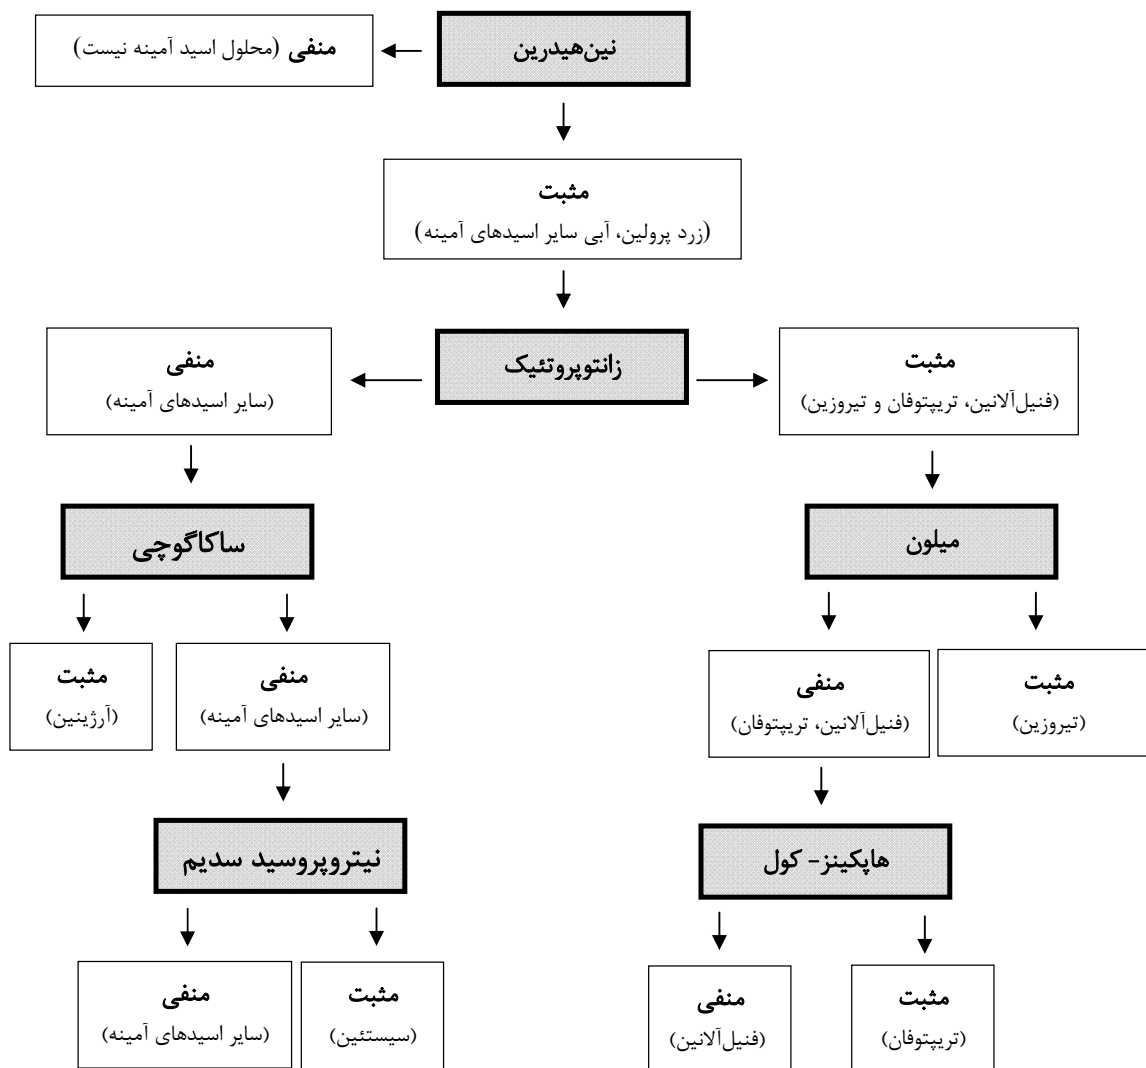 نین‌هیدرین
منفی (محلول اسید آمینه نیست)
مثبت
(زرد پرولین، آبی سایر اسیدهای آمینه)
زانتوپروتئیک
مثبت
(فنیل‌آلانین، تریپتوفان و تیروزین)
منفی
(سایر اسیدهای آمینه)
میلون
ساکاگوچی
مثبت
(تیروزین)
منفی
(فنیل‌آلانین، تریپتوفان)
منفی
(سایر اسیدهای آمینه)
مثبت
(آرژینین)
هاپکینز- کول
نیتروپروسید سدیم
مثبت
(تریپتوفان)
منفی
(فنیل‌آلانین)
مثبت
(سیستئین)
منفی
(سایر اسیدهای آمینه)